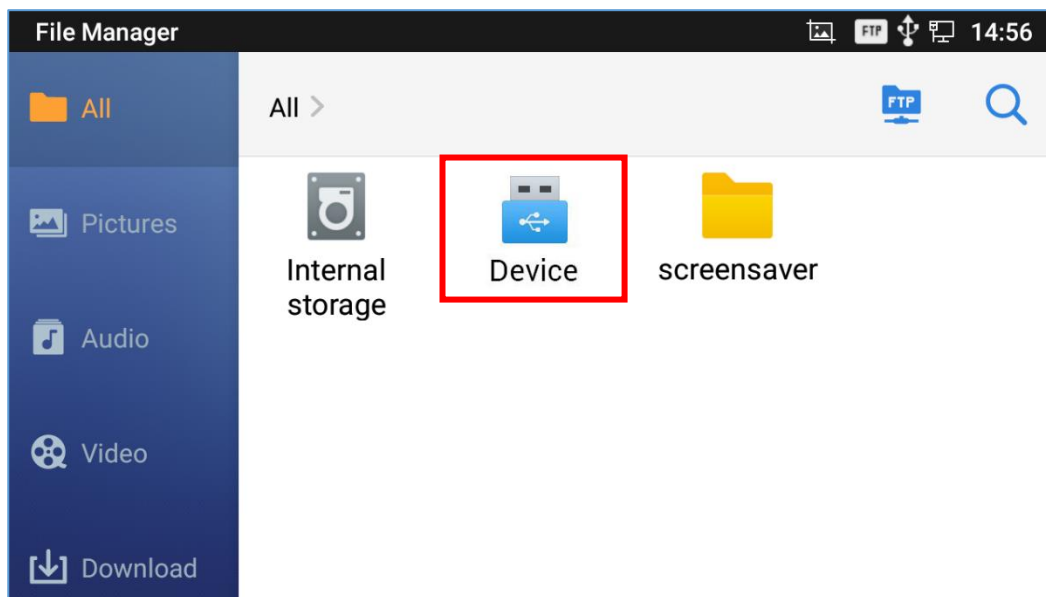 File Manager
FTP
14:56
All
All
FTP
Pictures
Internal
storage
Device
screensaver
Audio
Video
Download